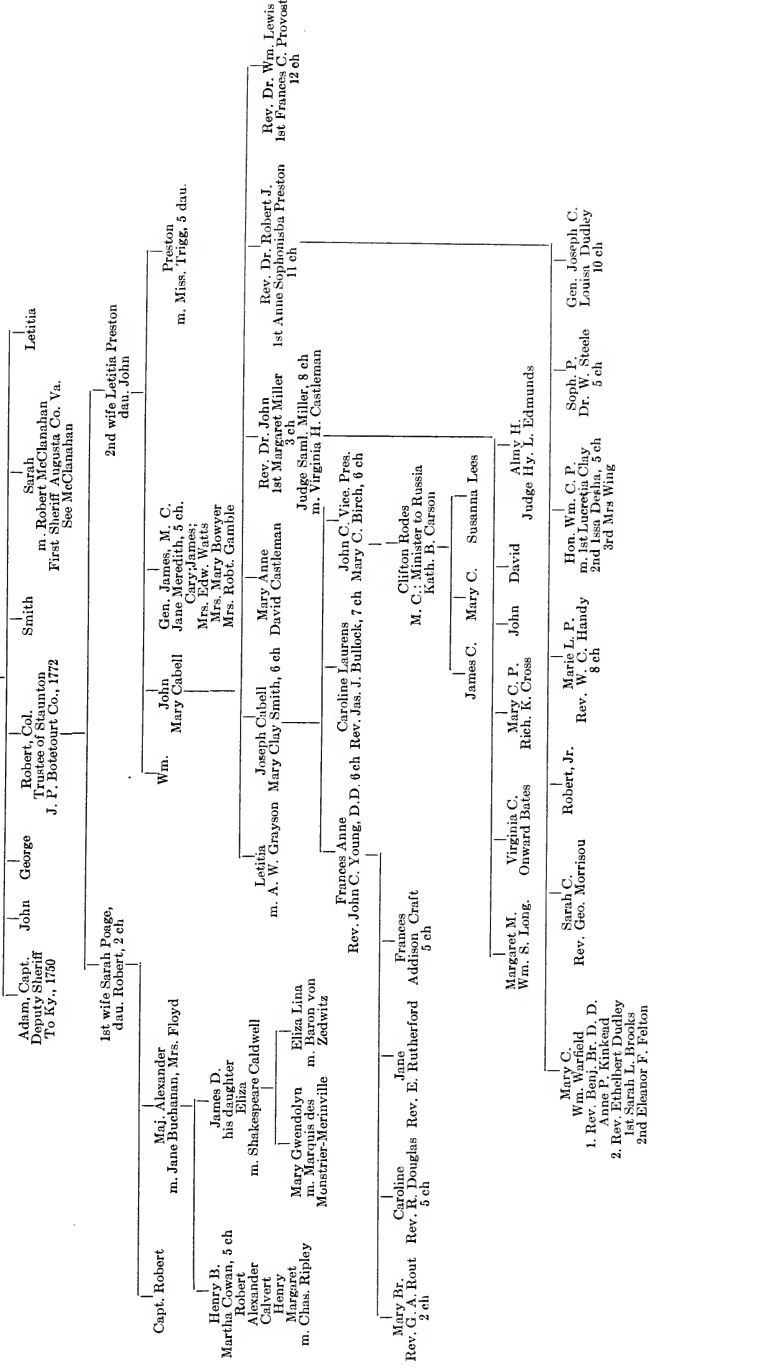 Adam, Capt.
Deputy Sheriff
To Ky., 1750
John
George
Robert, Col.
Trustee of Staunton
J. P. Botetourt Co., 1772
Smith
Sarah
m. Robert McClanahan
First Sheriff Augusta Co. Va.
See McClanahan
Letitia
1st wife Sarah Poage,
dau. Robert, 2 ch
2nd wife Letitia Preston
dau. John
Capt. Robert
Maj. Alexander
m. Jane Buchanan, Mrs. Floyd
Wm.
John
Mary Cabell
Gen. James, M. C.
Jane Meredith, 5 ch.
Cary;James;
Mrs. Edw. Watts
Mrs. Mary Bowyer
Mrs. Robt. Gamble
Preston
m. Miss. Trigg, 5 dau.
Henry B.
Martha Cowan, 5 ch
Robert
Alexander
Calvert
Henry
Margaret
m. Chas. Ripley
James D.
his daughter
Eliza
m. Shakespeare Caldwell
Mary Gwendolyn
m. Marquis des
Monstrier-Merinville
Eliza Lina
m. Baron von
Zedwitz
Letitia
m. A. W. Grayson
Joseph Cabell
Mary Clay Smith, 6 ch
Mary Anne
David Castleman
Rev. Dr. John
1st Margaret Miller
3 ch
Judge Saml. Miller, 8 ch
m. Virginia H. Castleman
Rev. Dr. Robert J.
1st Anne Sophonisba Preston
11 ch
Rev. Dr. Wm. Lewis
1st Frances C. Provost
12 ch
Frances Anne
Rev. John C. Young, D.D. 6 ch
Caroline Laurens
Rev. Jas. J. Bullock, 7 ch
John C. Vice. Pres.
Mary C. Birch, 6 ch
Clifton Rodes
M. C.: Minister to Russia
Kath. B. Carson
James C.
Mary C.
Susanna Lees
Mary Br.
Rev. G. A. Rout
2 ch
Caroline
Rev. R. Douglas
5 ch
Jane
Rev. E. Rutherford
Frances
Addison Craft
5 ch
Margaret M.
Wm. S. Long.
Virginia C.
Onward Bates
Mary C. P.
Rich. K. Cross
John
David
Almy H.
Judge Hy. L. Edmunds
Mary C.
Wm. Warfield
1. Rev. Benj. Br. D, D.
Anne P. Kinkead
2. Rev. Ethelbert Dudley
1st Sarah L. Brooks
2nd Eleanor F. Felton
Sarah C.
Rev. Geo. Morrisou
Robert, Jr.
Marie L. P.
Rev. W. C. Handy
8 ch
Hon. Wm. C. P.
m. 1st Lucretia Clay
2nd Issa Desha, 5 ch
3rd Mrs Wing
Soph. P.
Dr. W. Steele
5 ch
Gen. Joseph C.
Louisa Dudley
10 ch